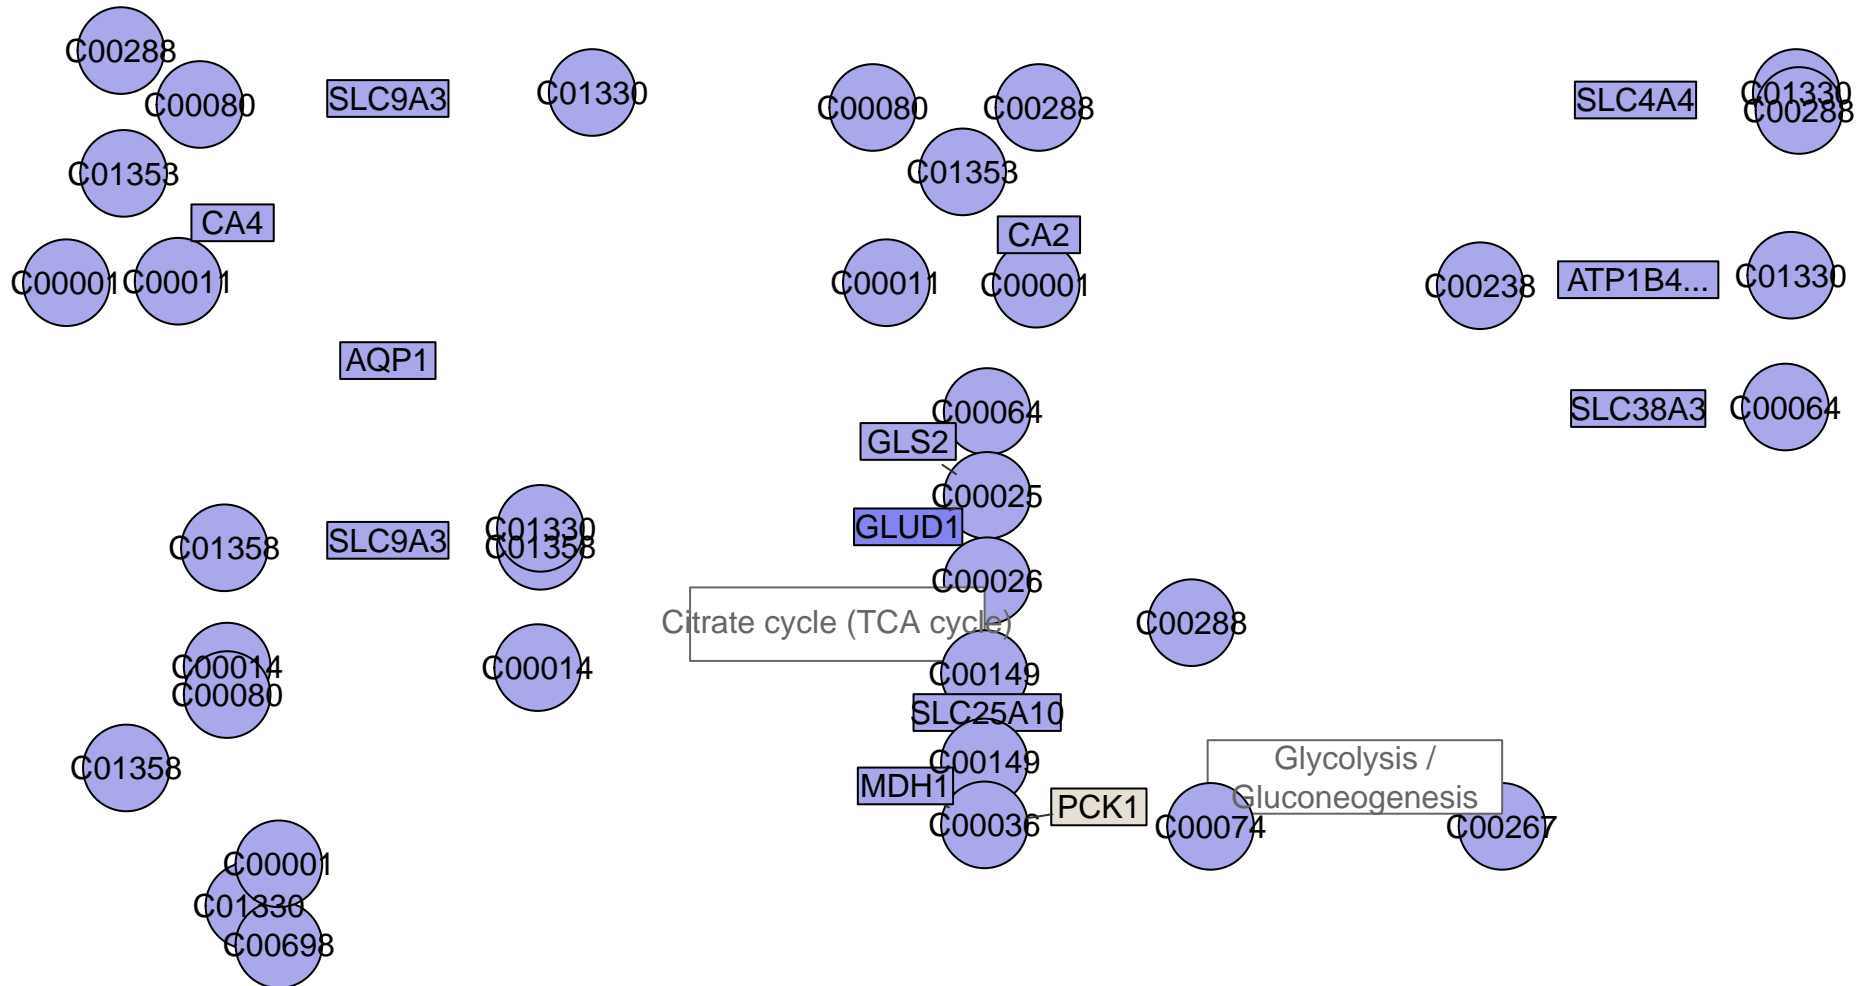 C00288
C00080
SLC9A3
C01330
C00080
C00288
SLC4A4
C01330
C00288
C01353
C01353
CA4
CA2
C00001
C00011
C00011
C00001
C00238
ATP1B4...
C01330
AQP1
C00064
SLC38A3
C00064
GLS2
C00025
GLUD1
C01358
SLC9A3
C01330
C01358
C00026
Citrate cycle (TCA cycle)
C00288
C00014
C00080
C00014
C00149
SLC25A10
C01358
C00149
MDH1
C00036
PCK1
Glycolysis /
Gluconeogenesis
C00074
C00267
C00001
C01330
C00698